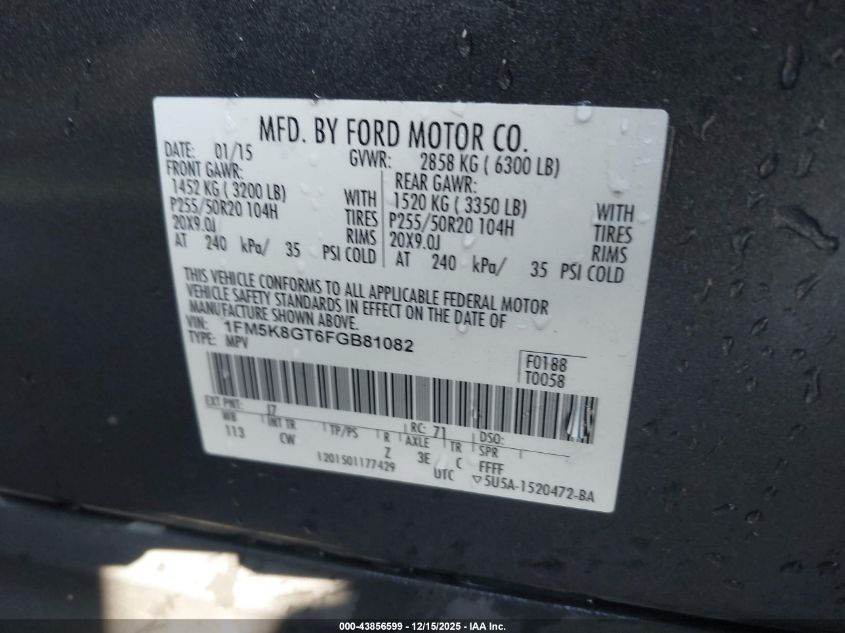 MFD. BY FORD MOTOR CO.
DATE: 01/15 GVWR: 2858 KG ( 6300 LB)
FRONT GAWR: REAR GAWR:
1452 KG ( 3200 LB) WITH 1520 KG ( 3350 LB) WITH
P255/50R20 104H TIRES P255/50R20 104H TIRES
20X9.0J RIMS 20X9.0J RIMS
AT 240 kPa/ 35 PSI COLD AT 240 kPa/ 35 PSI COLD
THIS VEHICLE CONFORMS TO ALL APPLICABLE FEDERAL MOTOR
VEHICLE SAFETY STANDARDS IN EFFECT ON THE DATE OF
MANUFACTURE SHOWN ABOVE.
VIN: 1FM5K8GT6FGB81082
TYPE: MPV
F0188
T0058
EXT PNT: J7 RC: 71 DSO:
WB INT TR TP/PS R AXLE TR SPR
113 CW Z 3E C FFFF
1201501177429 UTC ▽5U5A-1520472-BA
000-43856599 - 12/15/2025 - IAA Inc.